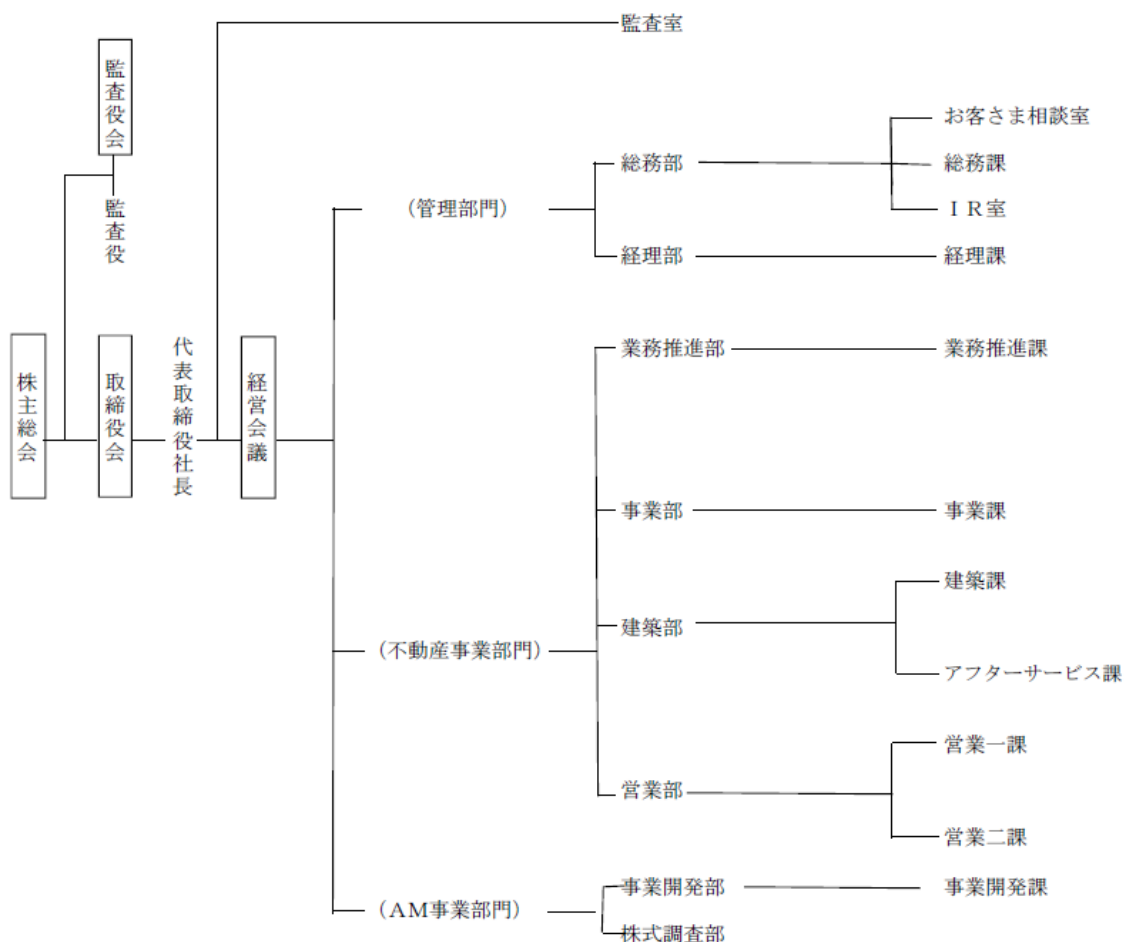 監査室
監査役会
監査役
お客さま相談室
総務部
総務課
（管理部門）
ＩＲ室
経理部
経理課
株主総会
取締役会
代表取締役社長
経営会議
業務推進部
業務推進課
事業部
事業課
建築課
建築部
（不動産事業部門）
アフターサービス課
営業一課
営業部
営業二課
事業開発部
事業開発課
（AM事業部門）
株式調査部